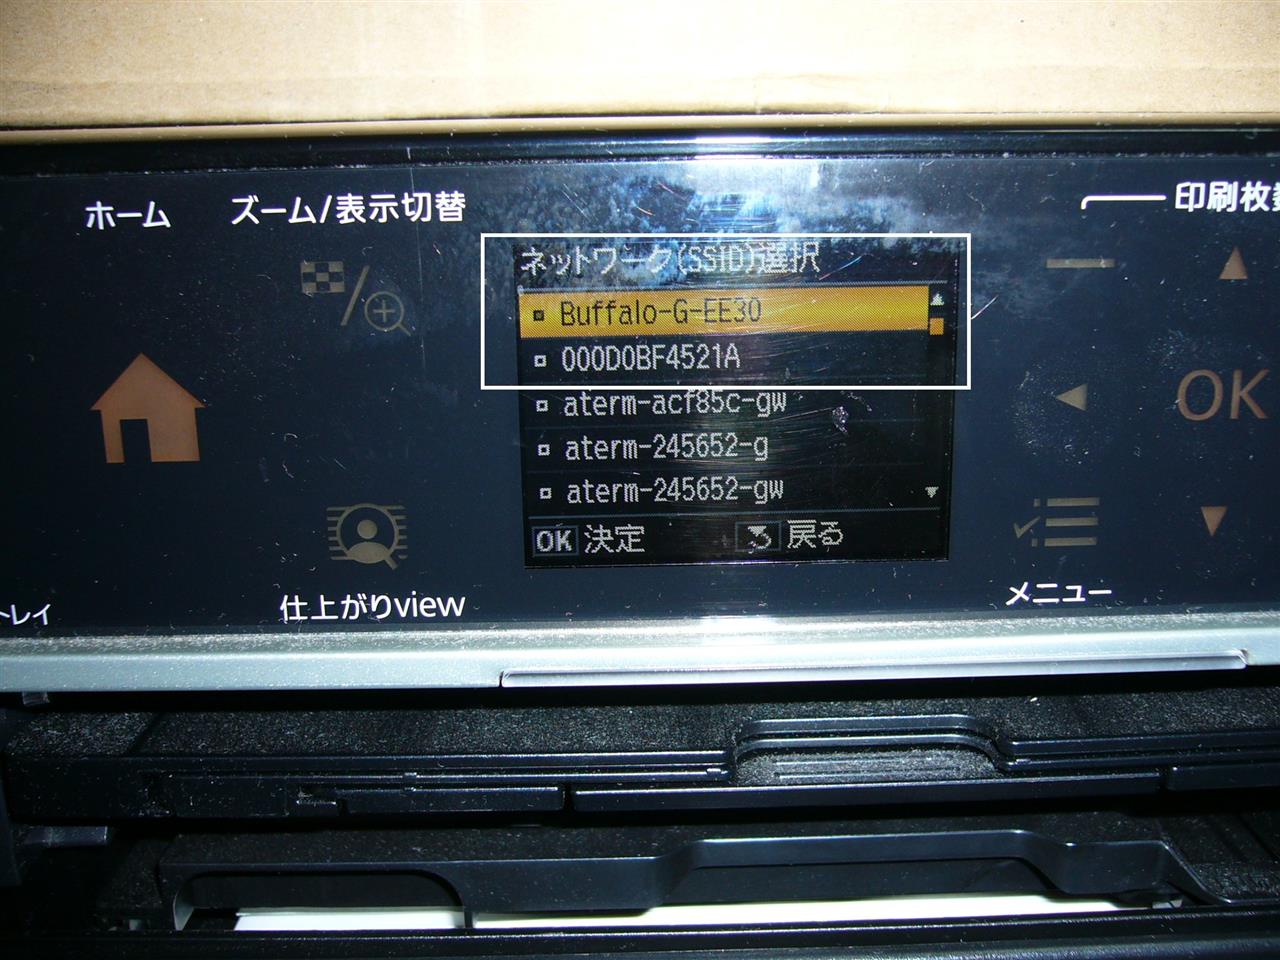 ホーム
ズーム/表示切替
印刷枚数
ネットワーク(SSID)選択
Buffalo-G-EE30
000D0BF4521A
aterm-acf85c-gw
aterm-245652-g
aterm-245652-gw
OK 決定
戻る
OK
トレイ
仕上がりview
メニュー